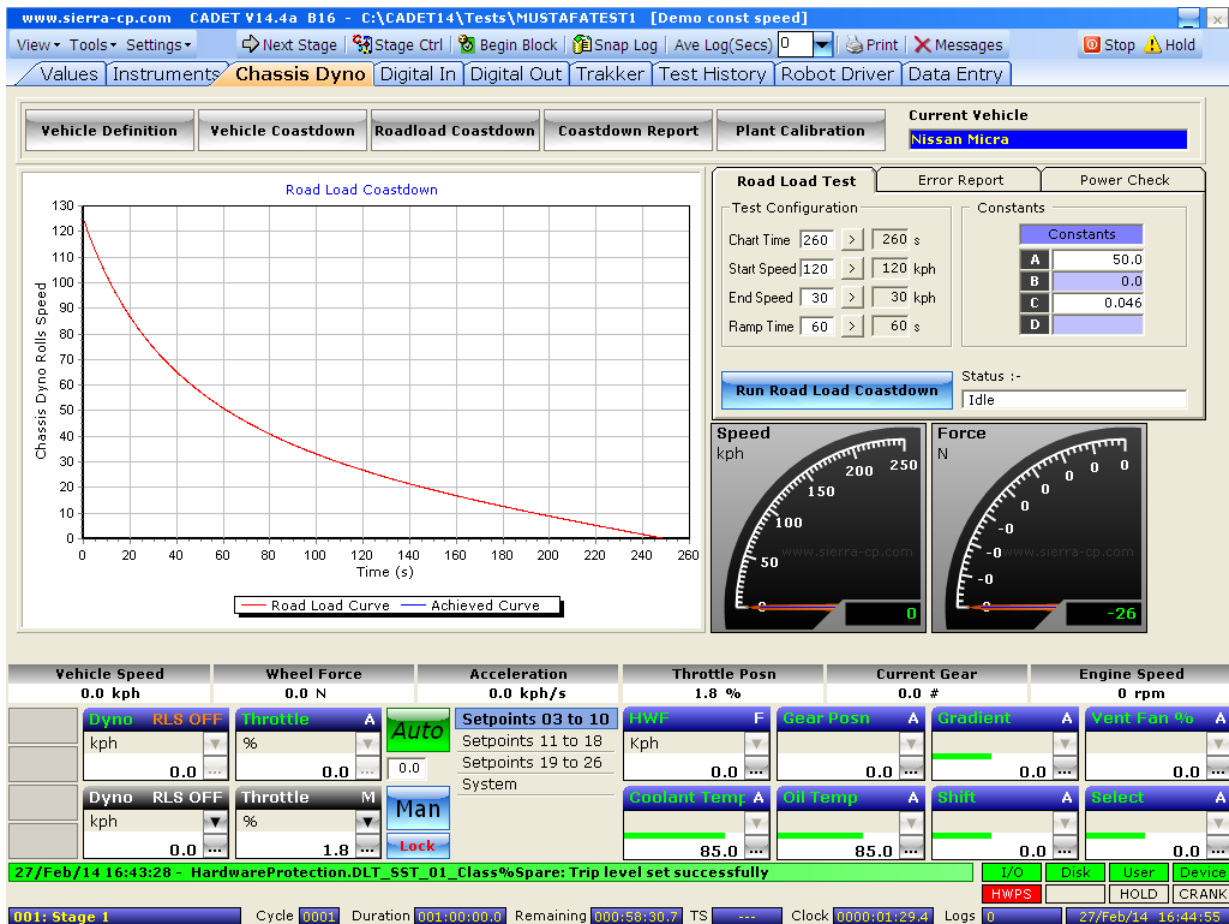 www.sierra-cp.com CADET V14.4a B16 - C:\CADET14\Tests\MUSTAFATEST1 [Demo const speed]
View Tools Settings Next Stage Stage Ctrl Begin Block Snap Log Ave Log(Secs) 0 Print Messages Stop Hold
Values Instruments Chassis Dyno Digital In Digital Out Trakker Test History Robot Driver Data Entry
Vehicle Definition Vehicle Coastdown Roadload Coastdown Coastdown Report Plant Calibration
Current Vehicle
Nissan Micra
Road Load Coastdown
Chassis Dyno Rolls Speed
130
120
110
100
90
80
70
60
50
40
30
20
10
0
0 20 40 60 80 100 120 140 160 180 200 220 240 260
Time (s)
Road Load Curve Achieved Curve
Road Load Test Error Report Power Check
Test Configuration
Chart Time 260 > 260 s
Start Speed 120 > 120 kph
End Speed 30 > 30 kph
Ramp Time 60 > 60 s
Constants
Constants
A 50.0
B 0.0
C 0.046
D
Run Road Load Coastdown
Status :-
Idle
Speed
kph
250
200
150
100
50
0
www.sierra-cp.com
0
Force
N
0
0
0
0
0
-0
-0
-0
www.sierra-cp.com
-26
Vehicle Speed Wheel Force Acceleration Throttle Posn Current Gear Engine Speed
0.0 kph 0.0 N 0.0 kph/s 1.8 % 0.0 # 0 rpm
Dyno RLS OFF
kph
0.0 ...
Throttle A
%
0.0 ...
Auto
0.0
Dyno RLS OFF
kph
0.0 ...
Throttle M
%
1.8 ...
Man
Lock
Setpoints 03 to 10
Setpoints 11 to 18
Setpoints 19 to 26
System
HWF F
Kph
0.0 ...
Gear Posn A
0.0 ...
Gradient A
0.0 ...
Vent Fan % A
0.0 ...
Coolant Temp A
85.0 ...
Oil Temp A
85.0 ...
Shift A
0.0 ...
Select A
0.0 ...
27/Feb/14 16:43:28 - HardwareProtection.DLT_SST_01_Class%Spare: Trip level set successfully
I/O Disk User Device
HWPS HOLD CRANK
001: Stage 1 Cycle 0001 Duration 001:00:00.0 Remaining 000:58:30.7 TS --- Clock 0000:01:29.4 Logs 0 27/Feb/14 16:44:55